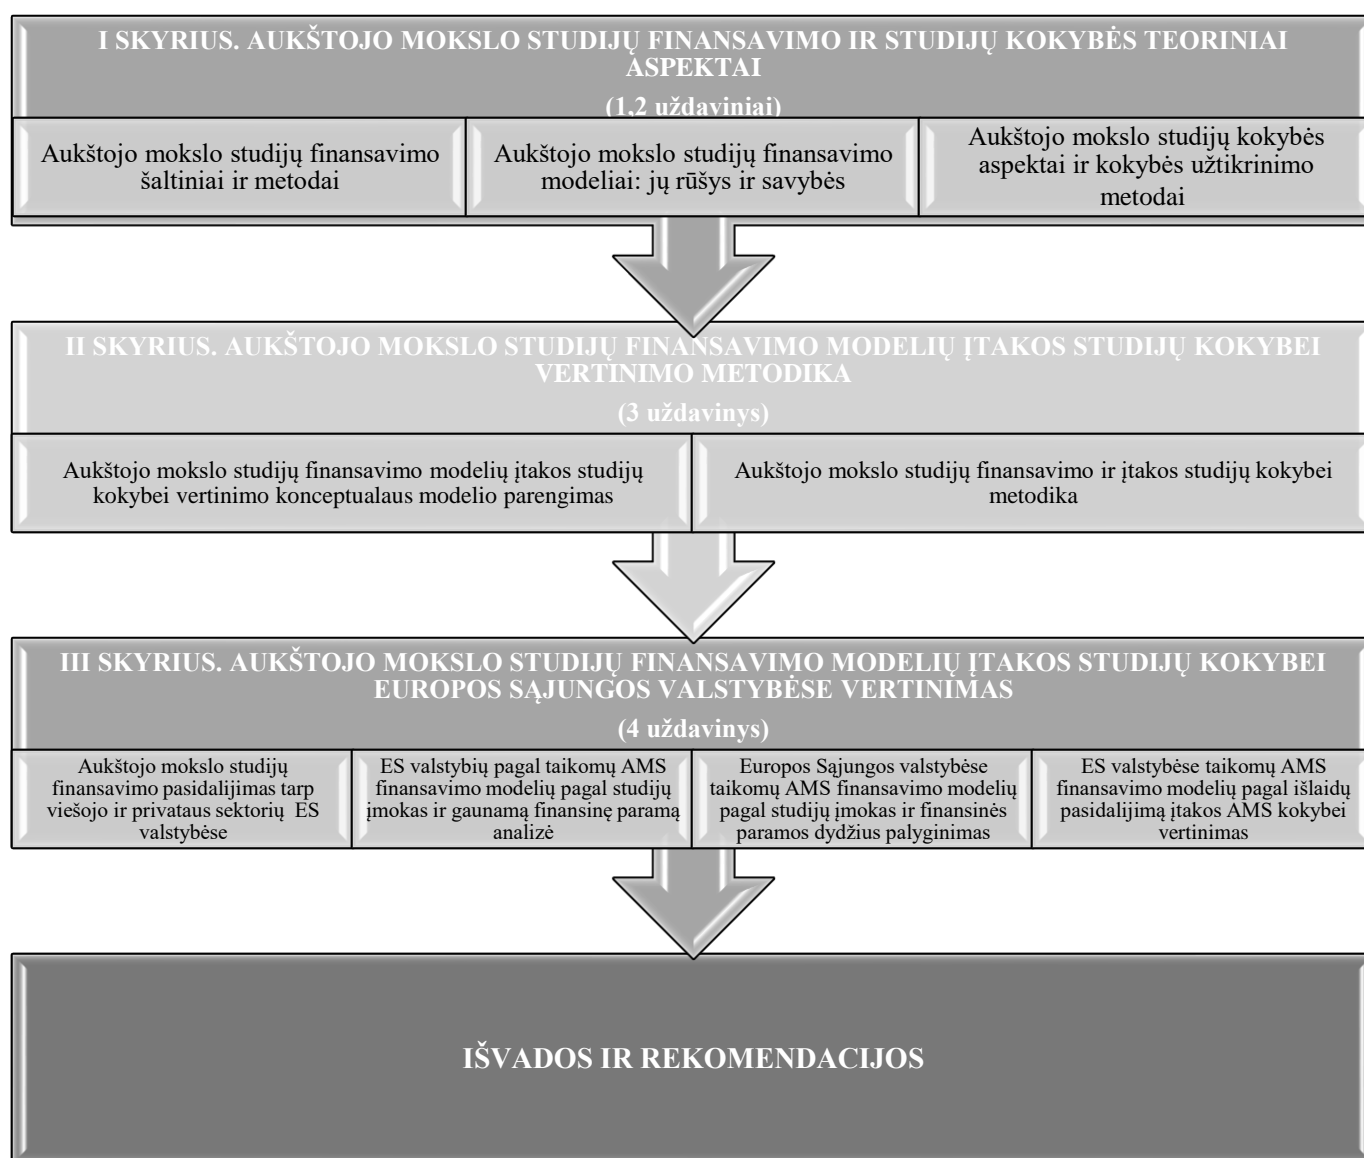 I SKYRIUS. AUKŠTOJO MOKSLO STUDIJŲ FINANSAVIMO IR STUDIJŲ KOKYBĖS TEORINIAI
ASPEKTAI
(1,2 uždaviniai)
Aukštojo mokslo studijų finansavimo
šaltiniai ir metodai
Aukštojo mokslo studijų finansavimo
modeliai: jų rūšys ir savybės
Aukštojo mokslo studijų kokybės
aspektai ir kokybės užtikrinimo
metodai
II SKYRIUS. AUKŠTOJO MOKSLO STUDIJŲ FINANSAVIMO MODELIŲ ĮTAKOS STUDIJŲ KOKYBEI
VERTINIMO METODIKA
(3 uždavinys)
Aukštojo mokslo studijų finansavimo modelių įtakos studijų
kokybei vertinimo konceptualaus modelio parengimas
Aukštojo mokslo studijų finansavimo ir įtakos studijų kokybei
metodika
III SKYRIUS. AUKŠTOJO MOKSLO STUDIJŲ FINANSAVIMO MODELIŲ ĮTAKOS STUDIJŲ KOKYBEI
EUROPOS SĄJUNGOS VALSTYBĖSE VERTINIMAS
(4 uždavinys)
Aukštojo mokslo studijų
finansavimo pasidalijimas tarp
viešojo ir privataus sektorių ES
valstybėse
ES valstybių pagal taikomų AMS
finansavimo modelių pagal studijų
įmokas ir gaunamą finansinę paramą
analizė
Europos Sąjungos valstybėse
taikomų AMS finansavimo modelių
pagal studijų įmokas ir finansinės
paramos dydžius palyginimas
ES valstybėse taikomų AMS
finansavimo modelių pagal išlaidų
pasidalijimą įtakos AMS kokybei
vertinimas
IŠVADOS IR REKOMENDACIJOS